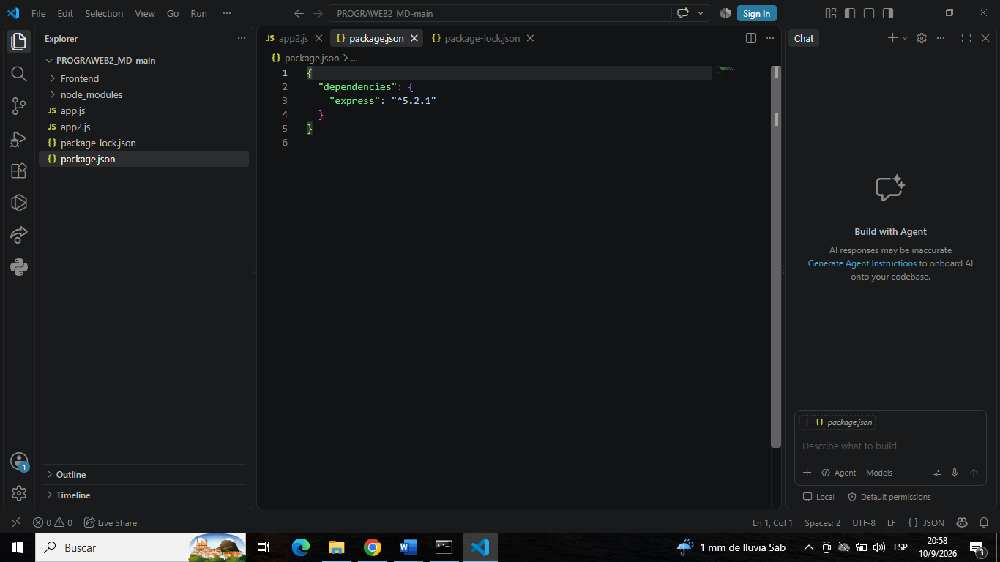 File Edit Selection View Go Run ···
PROGRAWEB2_MD-main
Sign In
Explorer
PROGRAWEB2_MD-main
Frontend
node_modules
JS app.js
JS app2.js
{} package-lock.json
{} package.json
Outline
Timeline
JS app2.js
{} package.json
{} package-lock.json
{} package.json > ...
1 {
2 "dependencies": {
3 "express": "^5.2.1"
4 }
5 }
6
Chat
Build with Agent
AI responses may be inaccurate
Generate Agent Instructions to onboard AI
onto your codebase.
{} package.json
Describe what to build
Agent Models
Local Default permissions
1
0 0 Live Share
Ln 1, Col 1 Spaces: 2 UTF-8 LF {} JSON
Buscar
1 mm de lluvia Sáb
ESP
20:58
10/9/2026
3